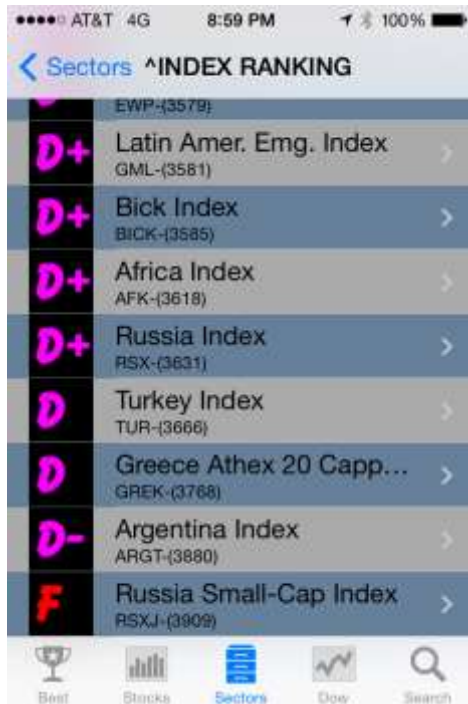 AT&T 4G 8:59 PM 100%
Sectors ^INDEX RANKING
EWP-(3579)
D+ Latin Amer. Emg. Index
GML-(3581)
D+ Bick Index
BICK-(3585)
D+ Africa Index
AFK-(3618)
D+ Russia Index
RSX-(3631)
D Turkey Index
TUR-(3666)
D Greece Athex 20 Capp...
GREK-(3768)
D- Argentina Index
ARGT-(3880)
F Russia Small-Cap Index
RSXJ-(3909)
Best Stocks Sectors Dow Search